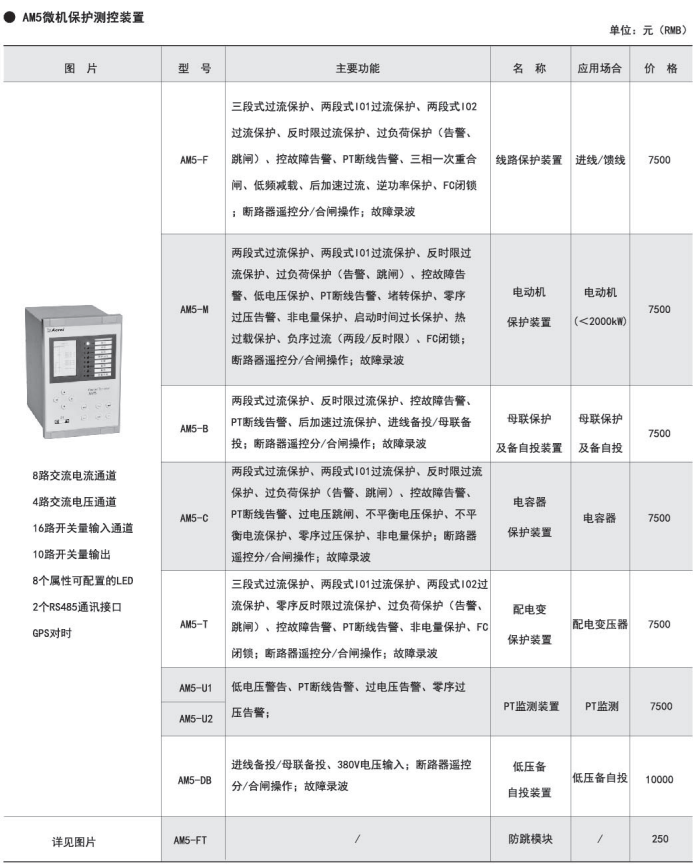 ● AM5微机保护测控装置
单位：元（RMB）
图 片 型 号 主要功能 名 称 应用场合 价 格
Acrel
8路交流电流通道
4路交流电压通道
16路开关量输入通道
10路开关量输出
8个属性可配置的LED
2个RS485通讯接口
GPS对时
AM5-F
三段式过流保护、两段式I01过流保护、两段式I02
过流保护、反时限过流保护、过负荷保护（告警、
跳闸）、控故障告警、PT断线告警、三相一次重合
闸、低频减载、后加速过流、逆功率保护、FC闭锁
；断路器遥控分/合闸操作；故障录波
线路保护装置
进线/馈线
7500
AM5-M
两段式过流保护、两段式I01过流保护、反时限过
流保护、过负荷保护（告警、跳闸）、控故障告
警、低电压保护、PT断线告警、堵转保护、零序
过压告警、非电量保护、启动时间过长保护、热
过载保护、负序过流（两段/反时限）、FC闭锁；
断路器遥控分/合闸操作；故障录波
电动机
保护装置
电动机
(＜2000kW)
7500
AM5-B
两段式过流保护、反时限过流保护、控故障告警、
PT断线告警、后加速过流保护、进线备投/母联备
投；断路器遥控分/合闸操作；故障录波
母联保护
及备自投装置
母联保护
及备自投
7500
AM5-C
两段式过流保护、两段式I01过流保护、反时限过流
保护、过负荷保护（告警、跳闸）、控故障告警、
PT断线告警、过电压跳闸、不平衡电压保护、不平
衡电流保护、零序过压保护、非电量保护；断路器
遥控分/合闸操作；故障录波
电容器
保护装置
电容器
7500
AM5-T
三段式过流保护、两段式I01过流保护、两段式I02过
流保护、零序反时限过流保护、过负荷保护（告警、
跳闸）、控故障告警、PT断线告警、非电量保护、FC
闭锁；断路器遥控分/合闸操作；故障录波
配电变
保护装置
配电变压器
7500
AM5-U1
AM5-U2
低电压警告、PT断线告警、过电压告警、零序过
压告警；
PT监测装置
PT监测
7500
AM5-DB
进线备投/母联备投、380V电压输入；断路器遥控
分/合闸操作；故障录波
低压备
自投装置
低压备自投
10000
详见图片 AM5-FT / 防跳模块 / 250